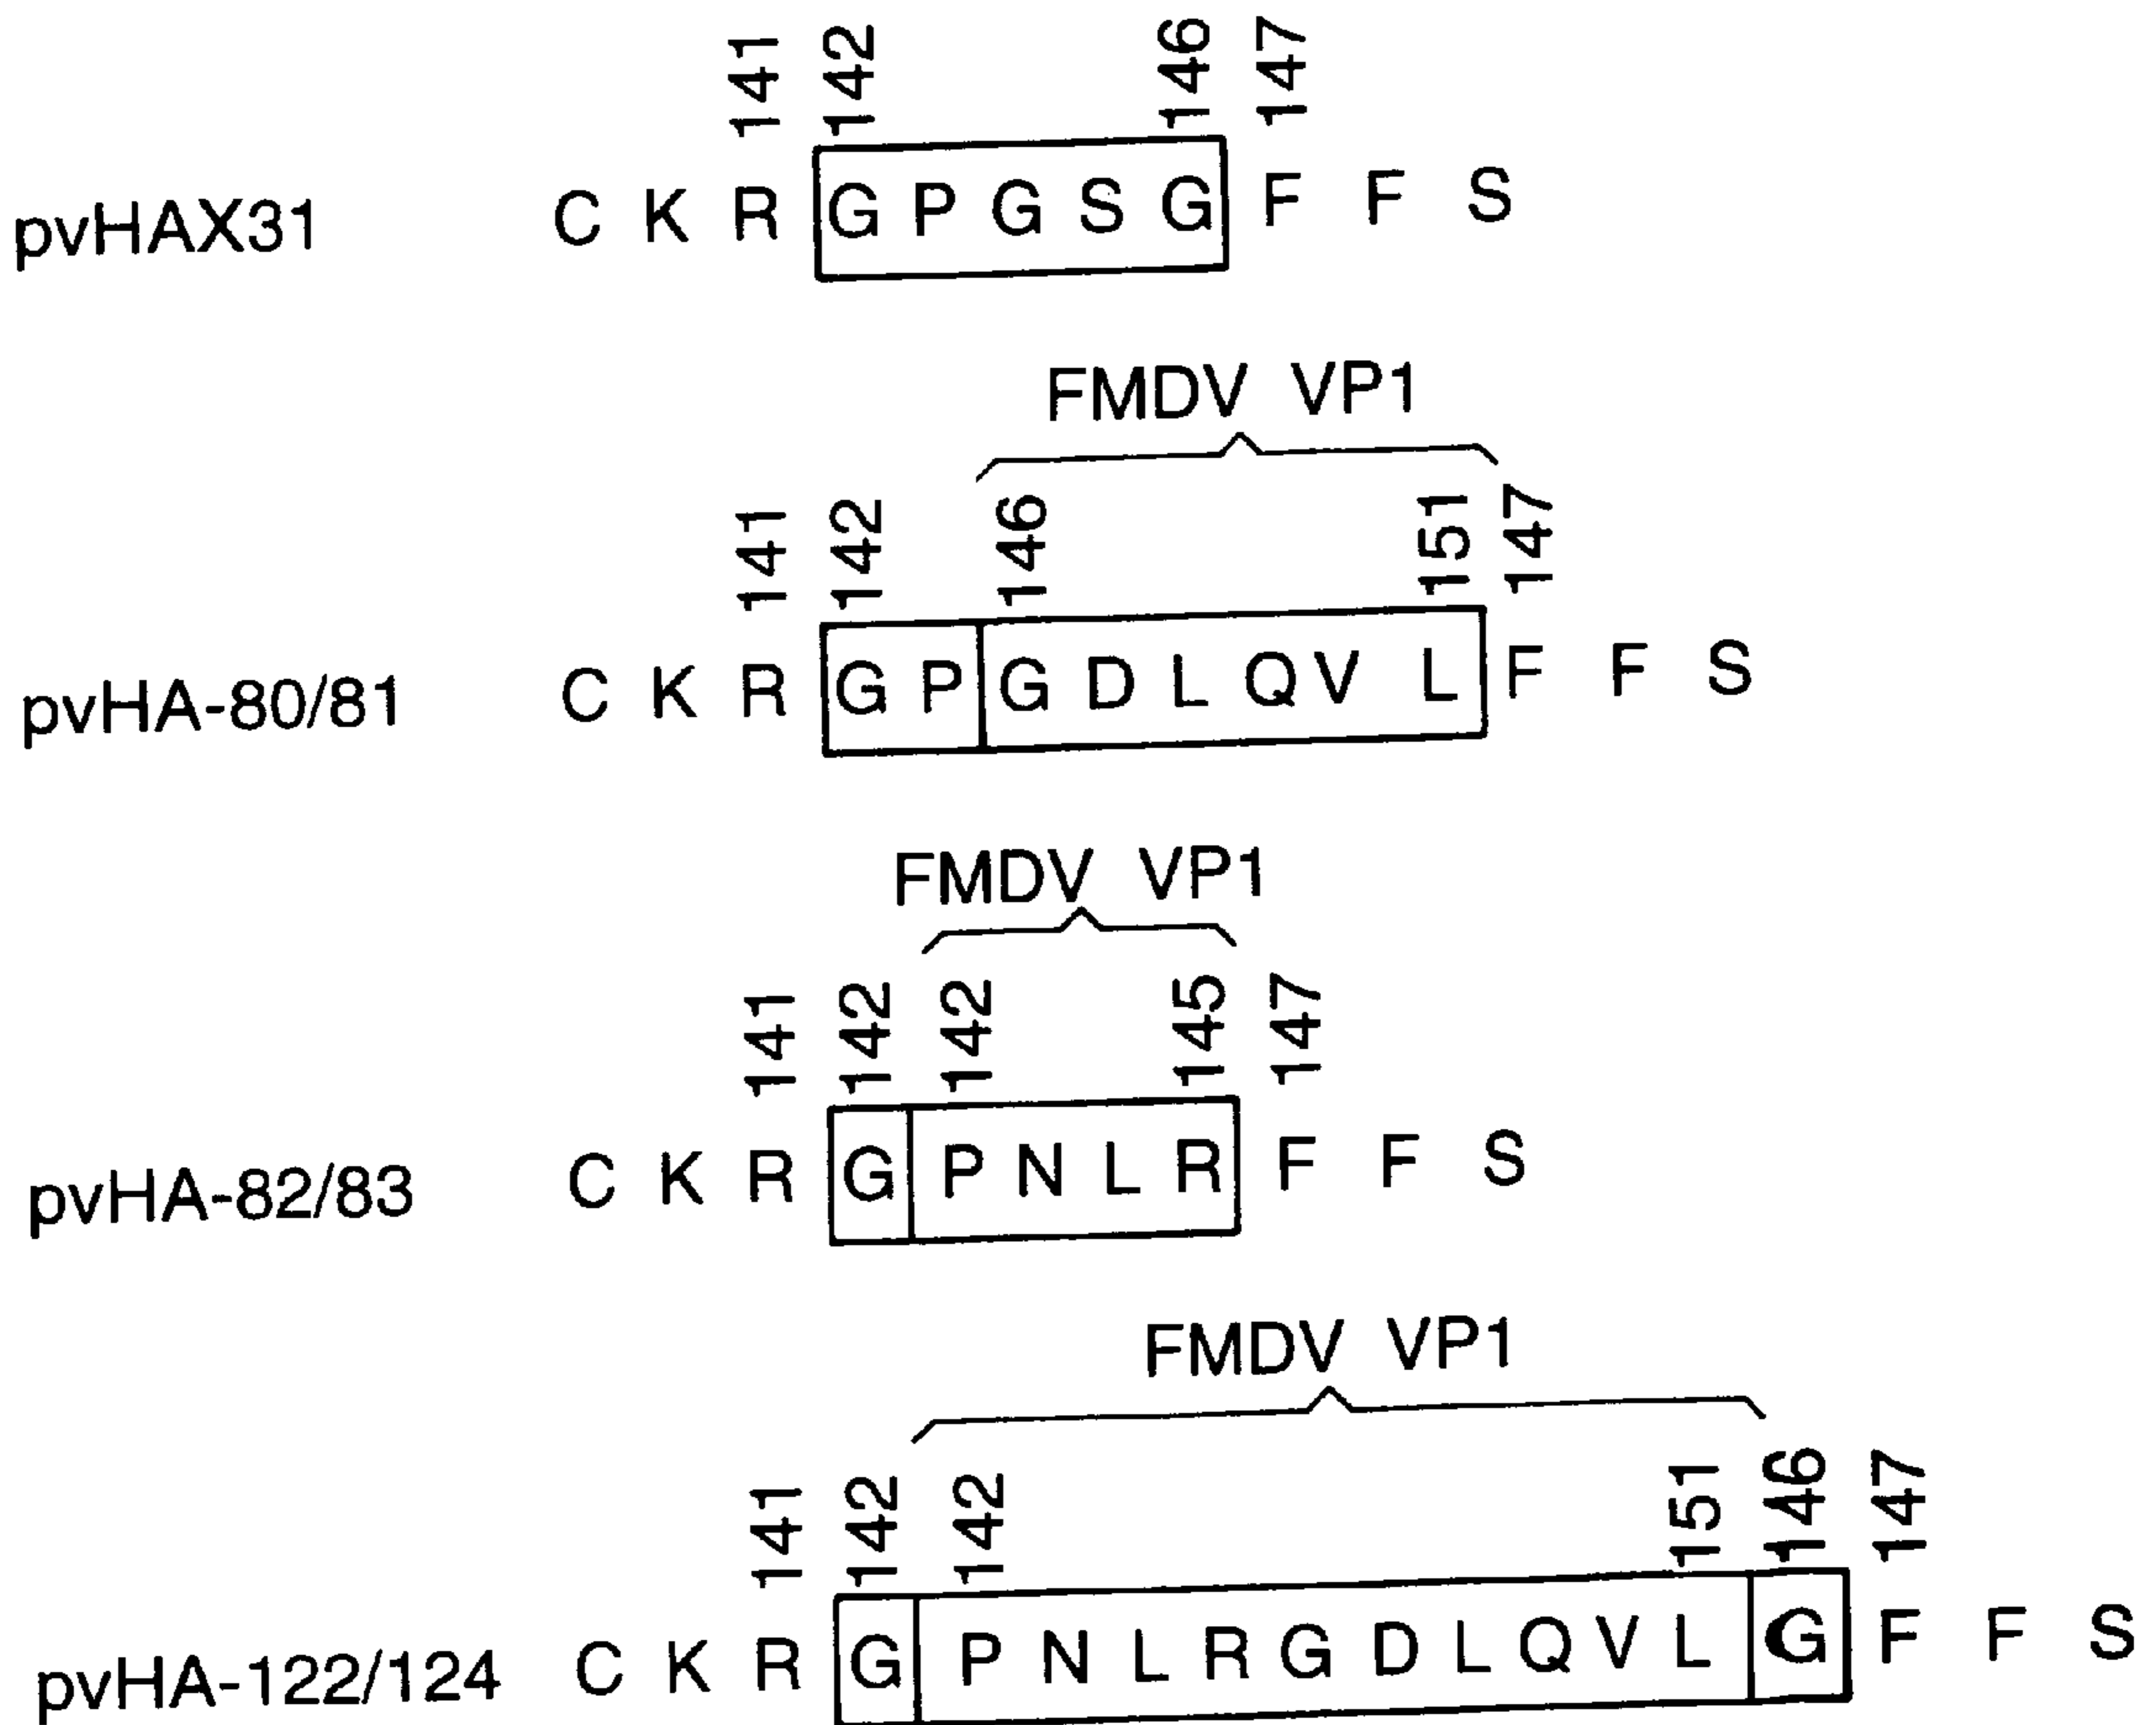 141 142 146 147
pvHAX31 C K R G P G S G F F S
FMDV VP1
141 142 146 151 147
pvHA-80/81 C K R G P G D L Q V L F F S
FMDV VP1
141 142 142 145 147
pvHA-82/83 C K R G P N L R F F S
FMDV VP1
141 142 142 151 146 147
pvHA-122/124 C K R G P N L R G D L Q V L G F F S